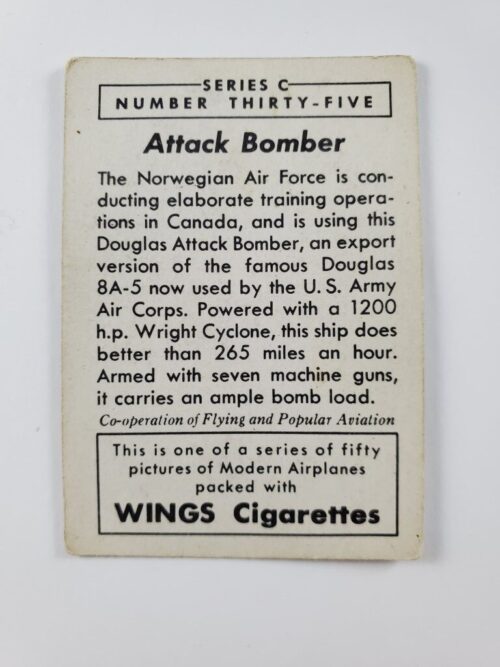 SERIES C
NUMBER THIRTY-FIVE
Attack Bomber
The Norwegian Air Force is con-
ducting elaborate training opera-
tions in Canada, and is using this
Douglas Attack Bomber, an export
version of the famous Douglas
8A-5 now used by the U. S. Army
Air Corps. Powered with a 1200
h.p. Wright Cyclone, this ship does
better than 265 miles an hour.
Armed with seven machine guns,
it carries an ample bomb load.
Co-operation of Flying and Popular Aviation
This is one of a series of fifty
pictures of Modern Airplanes
packed with
WINGS Cigarettes